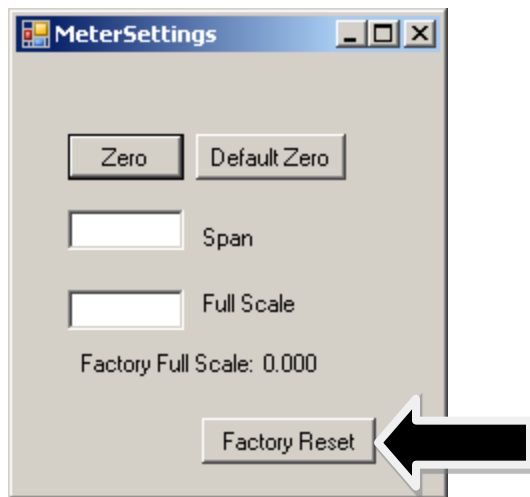 MeterSettings
Zero Default Zero
Span
Full Scale
Factory Full Scale: 0.000
Factory Reset